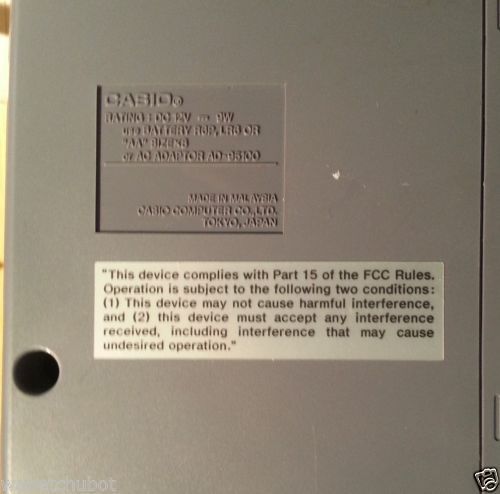 CASIO®
RATING : DC 12V ⎓ 9W
USE BATTERY R6P, LR6 OR
"AA" SIZEX8
or AC ADAPTOR AD-95100
MADE IN MALAYSIA
CASIO COMPUTER CO., LTD.
TOKYO, JAPAN
"This device complies with Part 15 of the FCC Rules.
Operation is subject to the following two conditions:
(1) This device may not cause harmful interference,
and (2) this device must accept any interference
received, including interference that may cause
undesired operation."